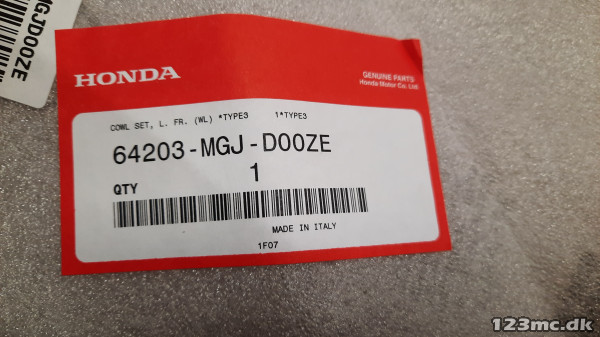 MGJD00ZE
HONDA
GENUINE PARTS
Honda Motor Co., Ltd.
COWL SET, L. FR. (WL) *TYPE3 1*TYPE3
64203-MGJ-D00ZE
QTY 1
MADE IN ITALY
1F07
123mc.dk